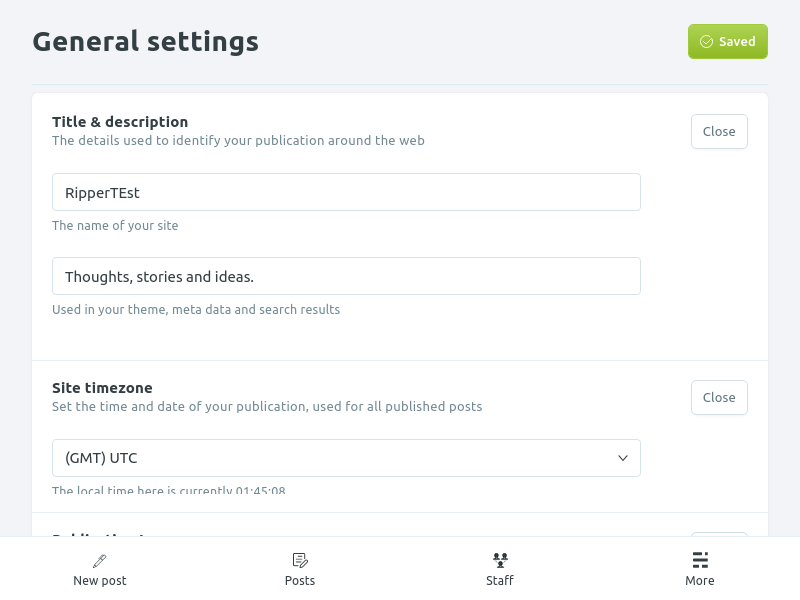 General settings
Saved
Title & description
The details used to identify your publication around the web
Close
RipperTEst
The name of your site
Thoughts, stories and ideas.
Used in your theme, meta data and search results
Site timezone
Set the time and date of your publication, used for all published posts
Close
(GMT) UTC
The local time here is currently 01:45:08
New post
Posts
Staff
More